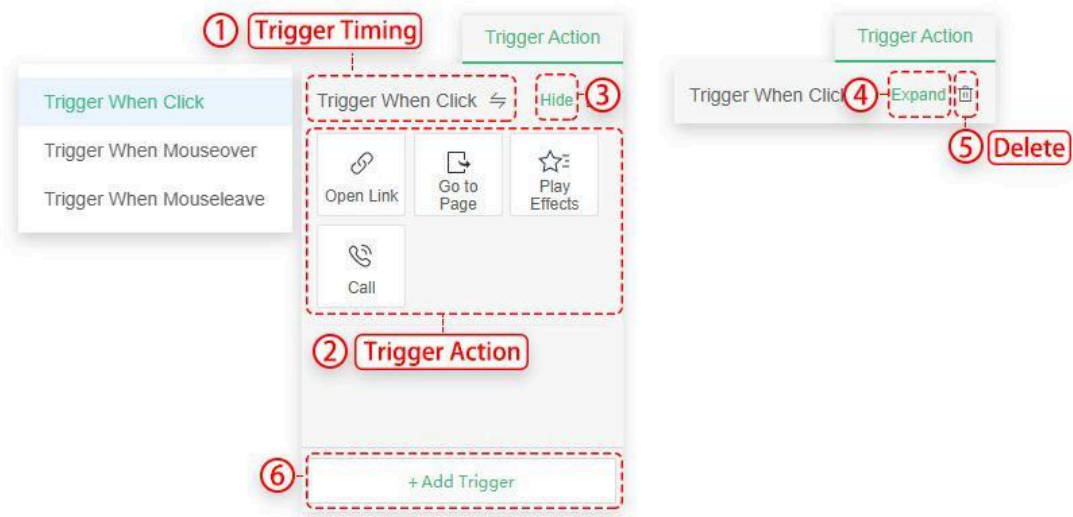 ① Trigger Timing
Trigger Action
Trigger When Click
Trigger When Mouseover
Trigger When Mouseleave
Trigger When Click
Hide
③
Open Link
Go to
Page
Play
Effects
Call
② Trigger Action
⑥
+ Add Trigger
Trigger Action
Trigger When Clic
④
Expand
⑤ Delete